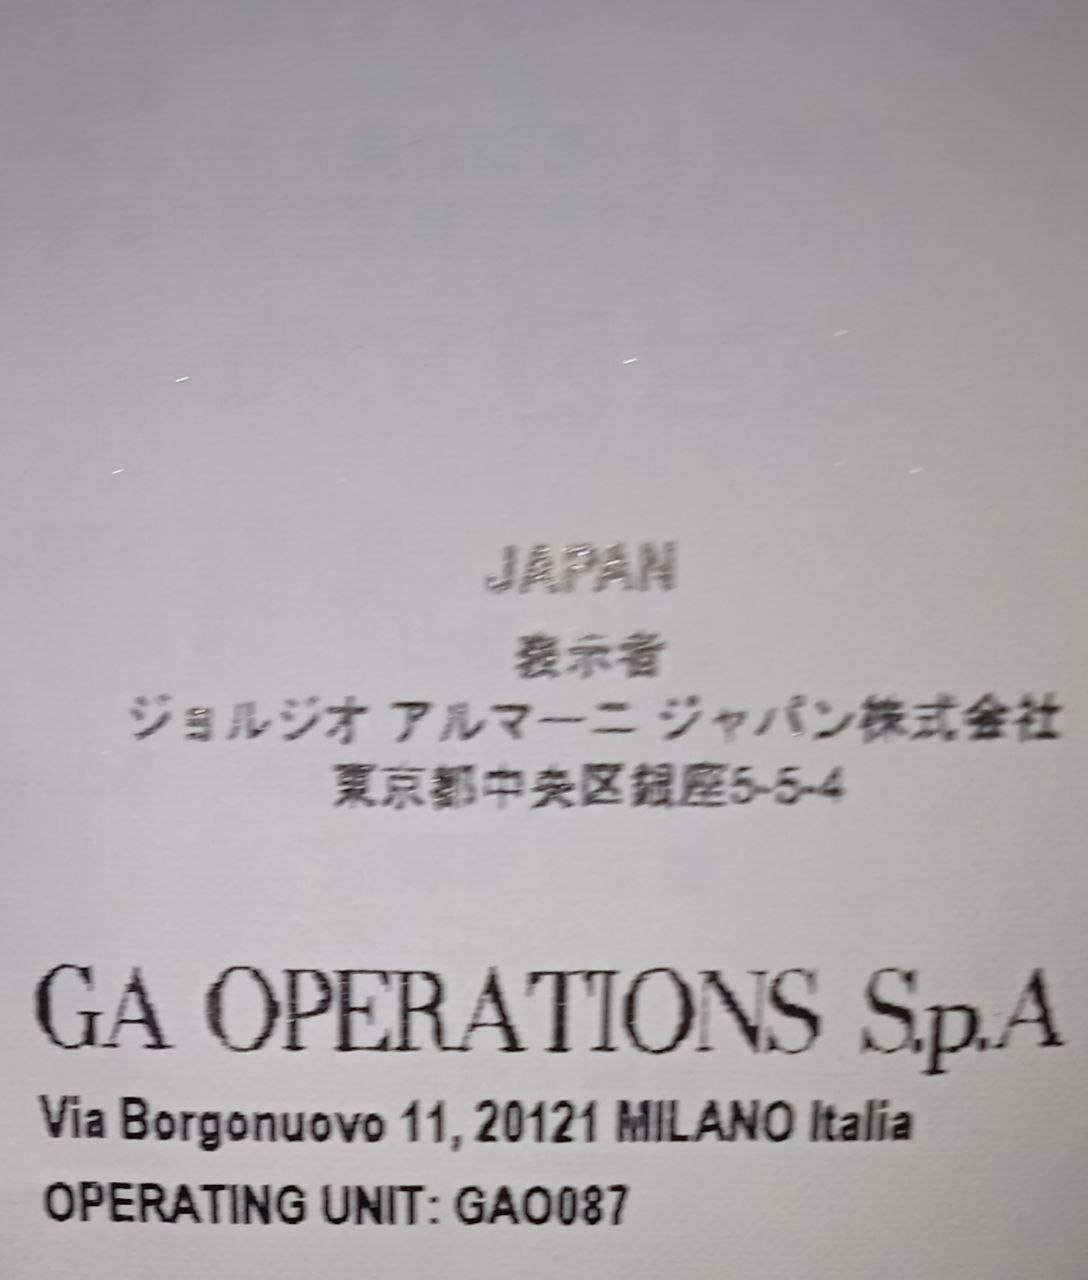 JAPAN
表示者
ジョルジオ アルマーニ ジャパン株式会社
東京都中央区銀座5-5-4
GA OPERATIONS S.p.A
Via Borgonuovo 11, 20121 MILANO Italia
OPERATING UNIT: GAO087